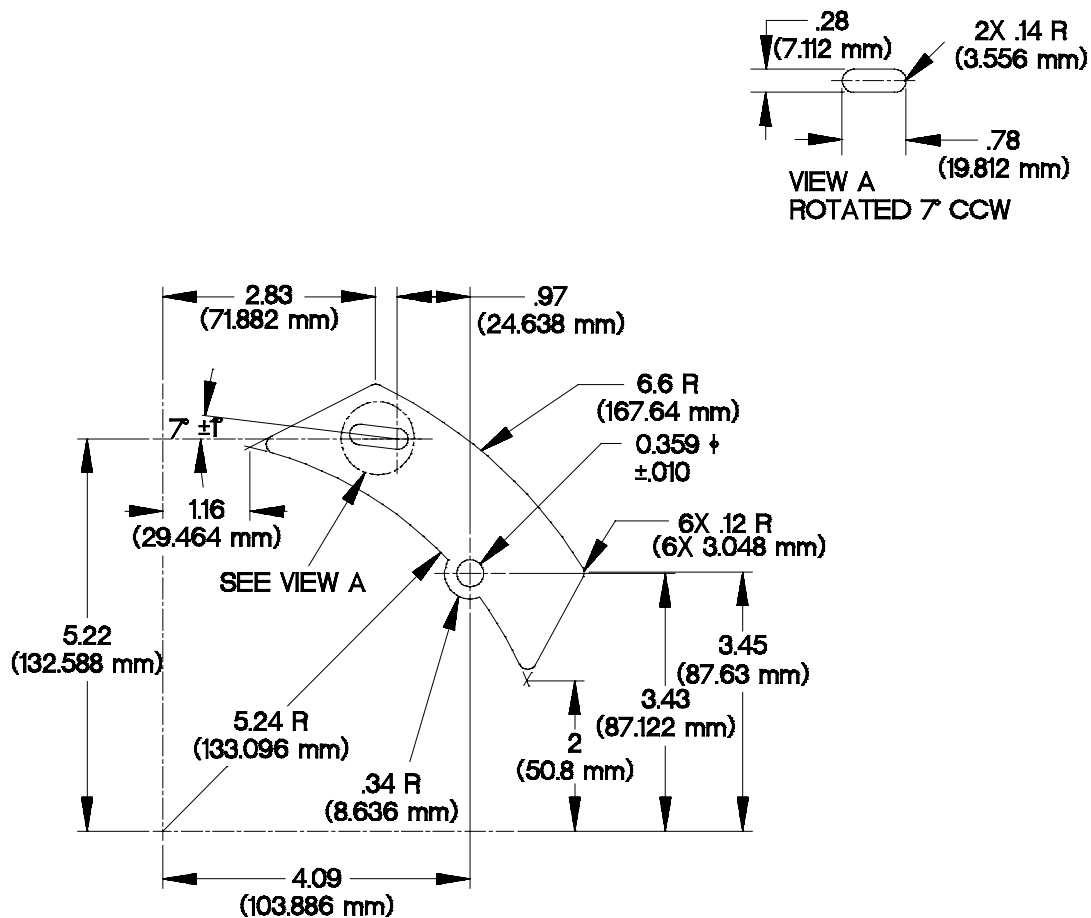 .28
(7.112 mm)
2X .14 R
(3.556 mm)
.78
(19.812 mm)
VIEW A
ROTATED 7° CCW
2.83
(71.882 mm)
.97
(24.638 mm)
6.6 R
(167.64 mm)
7° ±1°
0.359 ⌀
±.010
1.16
(29.464 mm)
6X .12 R
(6X 3.048 mm)
SEE VIEW A
5.22
(132.588 mm)
3.45
(87.63 mm)
3.43
(87.122 mm)
5.24 R
(133.096 mm)
2
(50.8 mm)
.34 R
(8.636 mm)
4.09
(103.886 mm)